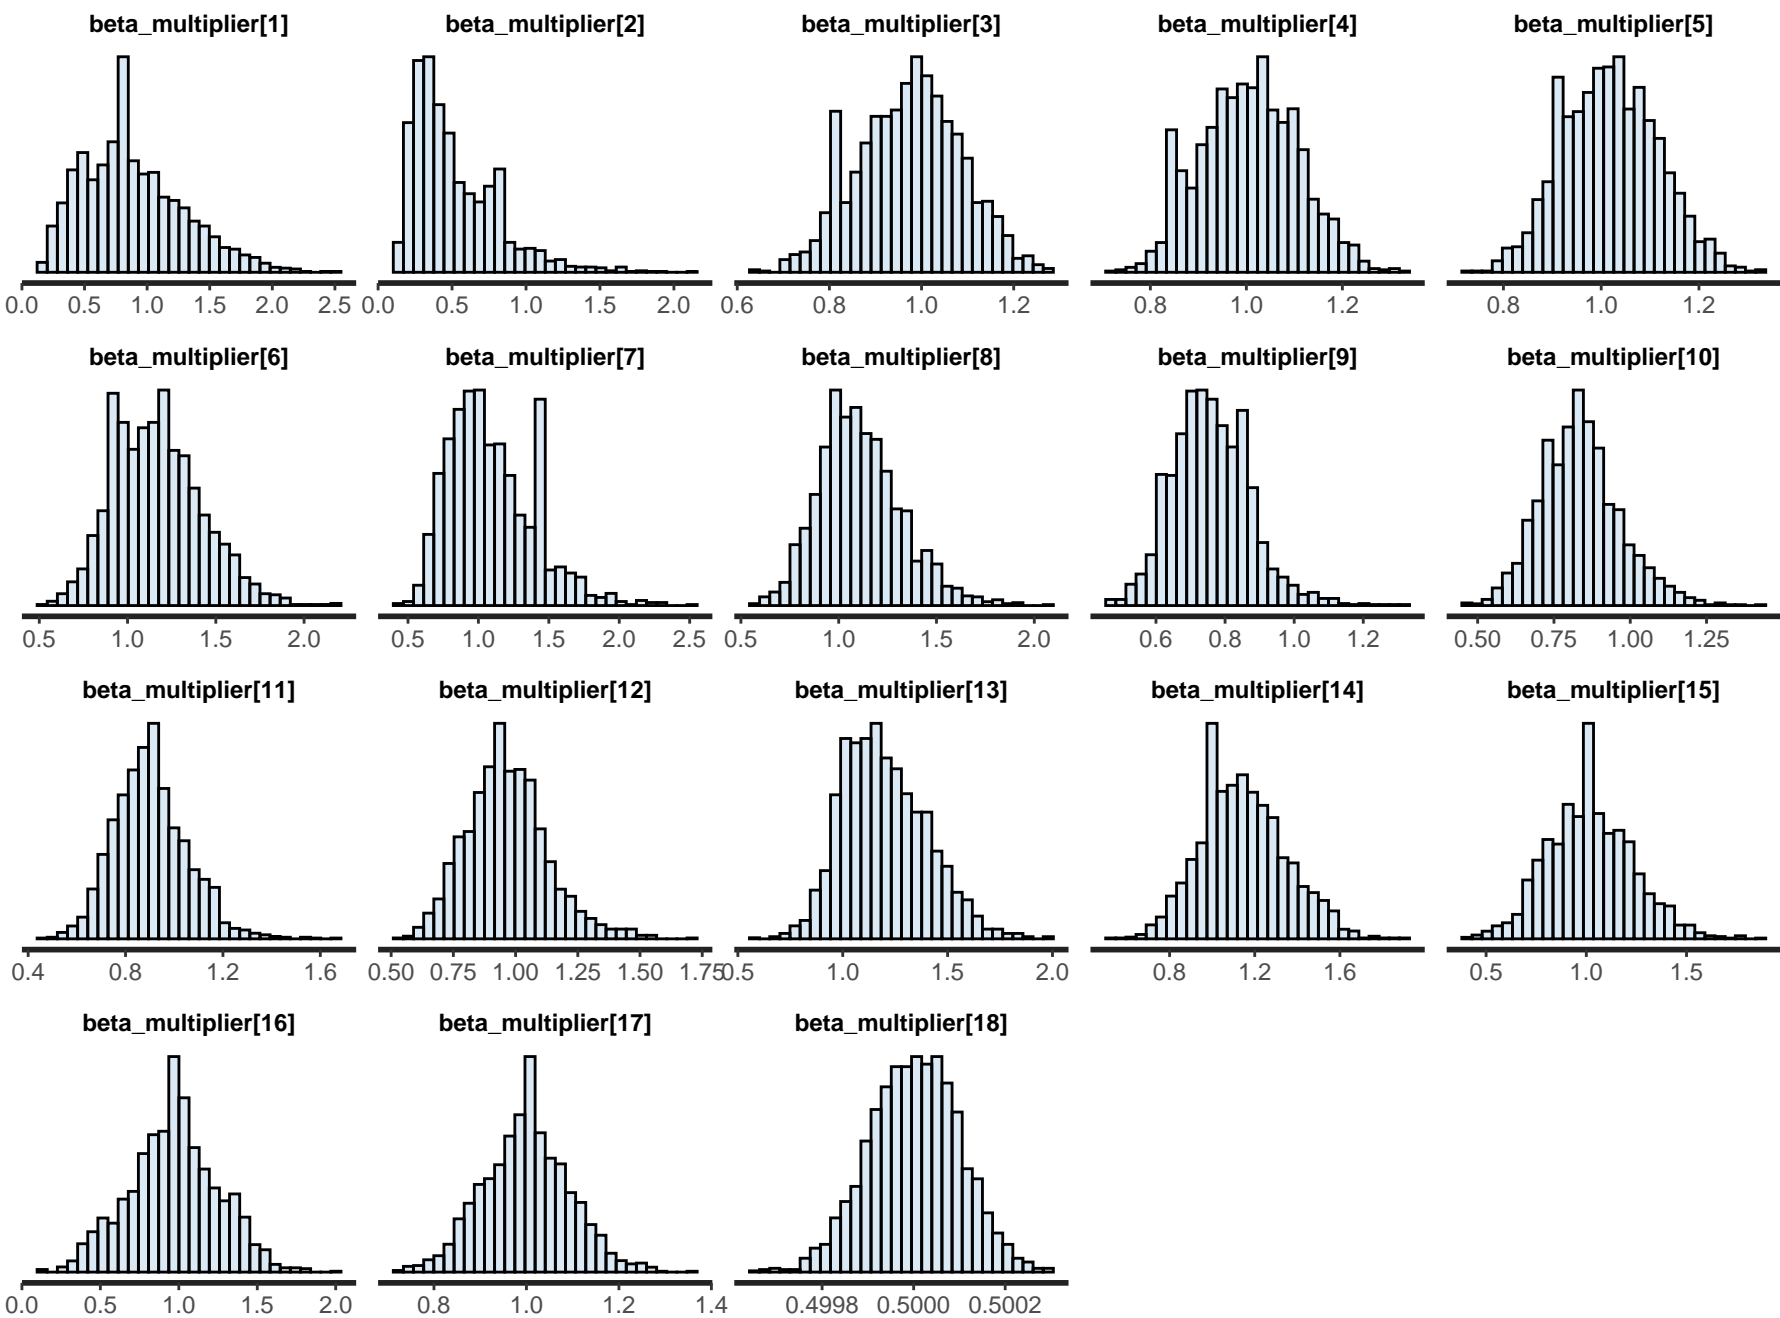 beta_multiplier[1] beta_multiplier[2] beta_multiplier[3] beta_multiplier[4] beta_multiplier[5]
0.0 0.5 1.0 1.5 2.0 2.5 0.0 0.5 1.0 1.5 2.0 0.6 0.8 1.0 1.2 0.8 1.0 1.2 0.8 1.0 1.2
beta_multiplier[6] beta_multiplier[7] beta_multiplier[8] beta_multiplier[9] beta_multiplier[10]
0.5 1.0 1.5 2.0 0.5 1.0 1.5 2.0 2.5 0.5 1.0 1.5 2.0 0.6 0.8 1.0 1.2 0.50 0.75 1.00 1.25
beta_multiplier[11] beta_multiplier[12] beta_multiplier[13] beta_multiplier[14] beta_multiplier[15]
0.4 0.8 1.2 1.6 0.50 0.75 1.00 1.25 1.50 1.75 0.5 1.0 1.5 2.0 0.8 1.2 1.6 0.5 1.0 1.5
beta_multiplier[16] beta_multiplier[17] beta_multiplier[18]
0.0 0.5 1.0 1.5 2.0 0.8 1.0 1.2 1.4 0.4998 0.5000 0.5002